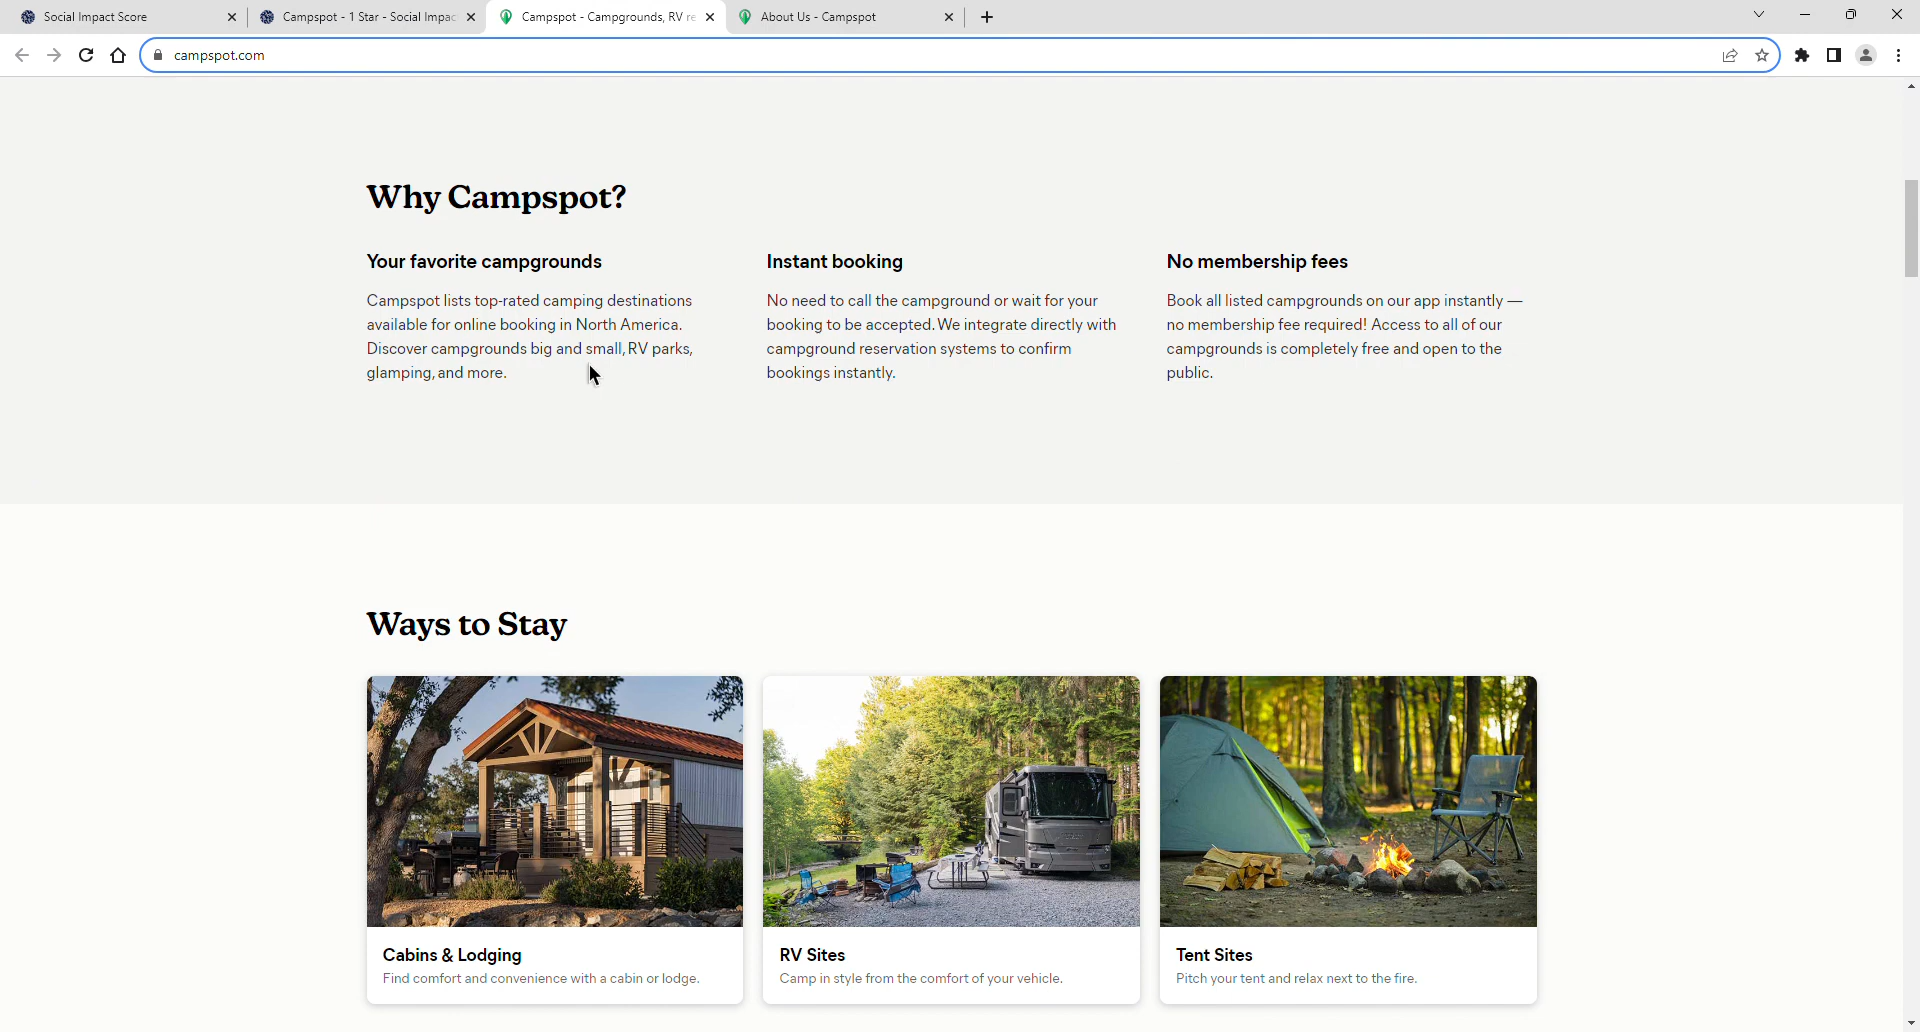 Social Impact Score
Campspot - 1 Star - Social Impac
Campspot - Campgrounds, RV re
About Us - Campspot
campspot.com
Why Campspot?
Your favorite campgrounds
Campspot lists top-rated camping destinations
available for online booking in North America.
Discover campgrounds big and small, RV parks,
glamping, and more.
Instant booking
No need to call the campground or wait for your
booking to be accepted. We integrate directly with
campground reservation systems to confirm
bookings instantly.
No membership fees
Book all listed campgrounds on our app instantly —
no membership fee required! Access to all of our
campgrounds is completely free and open to the
public.
Ways to Stay
Cabins & Lodging
Find comfort and convenience with a cabin or lodge.
RV Sites
Camp in style from the comfort of your vehicle.
Tent Sites
Pitch your tent and relax next to the fire.